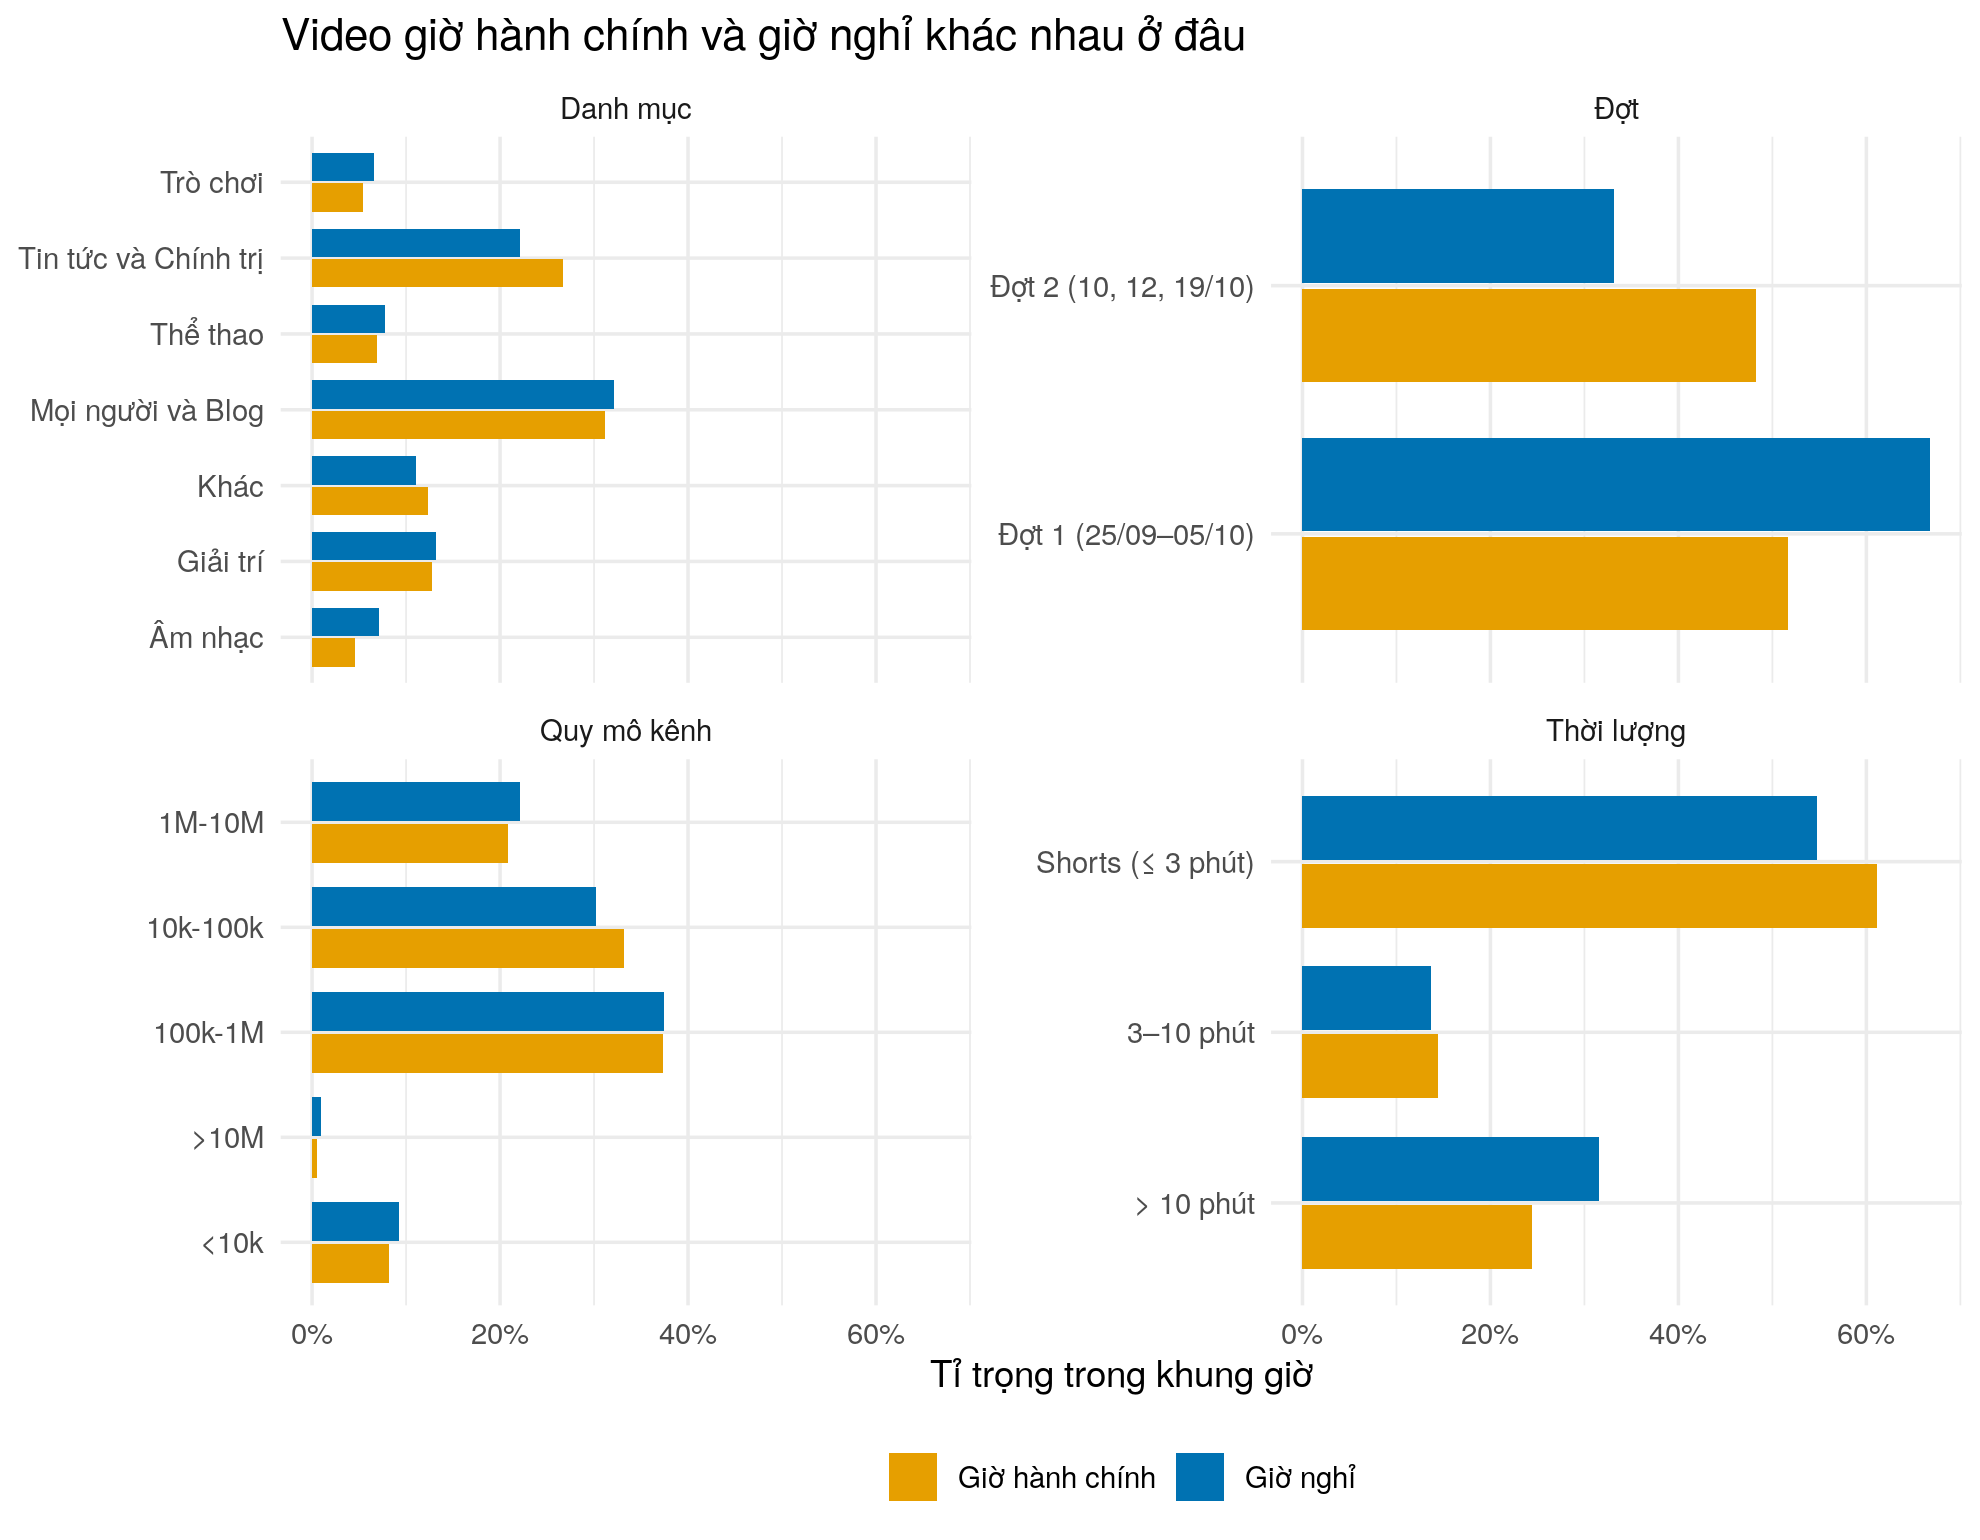 Video giờ hành chính và giờ nghỉ khác nhau ở đâu
Danh mục
Trò chơi
Tin tức và Chính trị
Thể thao
Mọi người và Blog
Khác
Giải trí
Âm nhạc
Đợt
Đợt 2 (10, 12, 19/10)
Đợt 1 (25/09–05/10)
Quy mô kênh
1M-10M
10k-100k
100k-1M
>10M
<10k
0% 20% 40% 60%
Thời lượng
Shorts (≤ 3 phút)
3–10 phút
> 10 phút
0% 20% 40% 60%
Tỉ trọng trong khung giờ
Giờ hành chính Giờ nghỉ